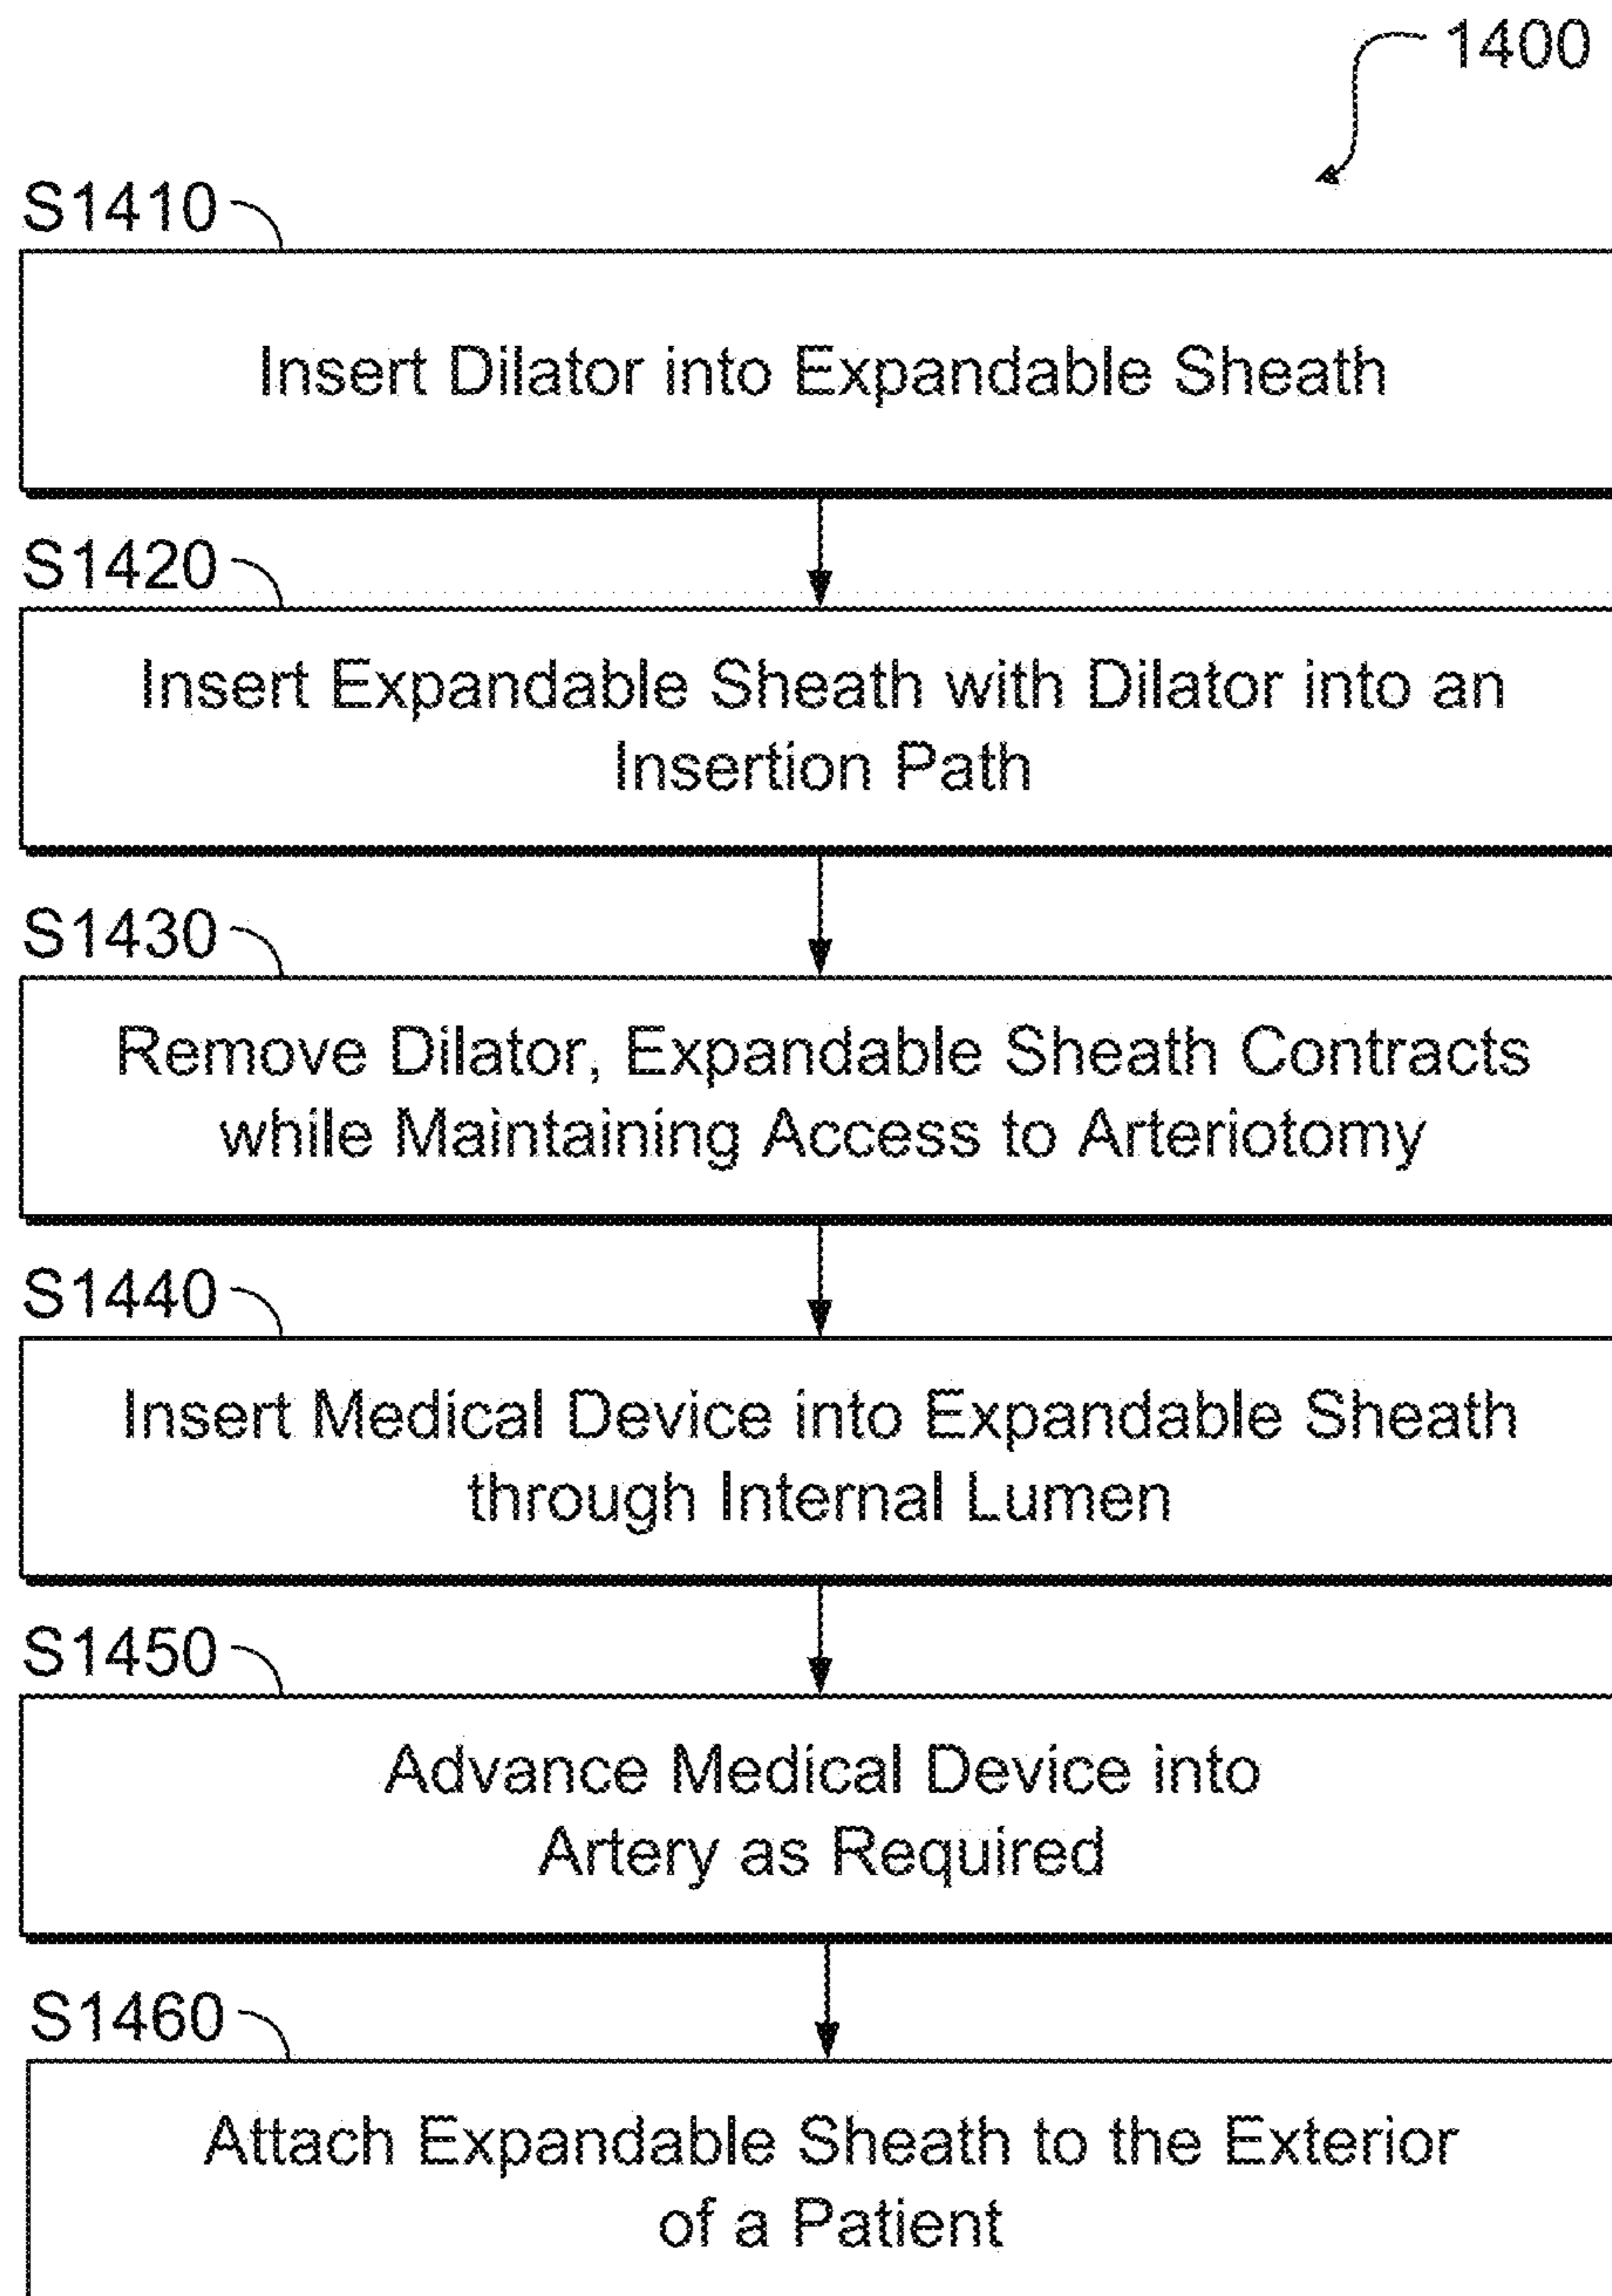 1400
S1410
Insert Dilator into Expandable Sheath
S1420
Insert Expandable Sheath with Dilator into an
Insertion Path
S1430
Remove Dilator, Expandable Sheath Contracts
while Maintaining Access to Arteriotomy
S1440
Insert Medical Device into Expandable Sheath
through Internal Lumen
S1450
Advance Medical Device into
Artery as Required
S1460
Attach Expandable Sheath to the Exterior
of a Patient